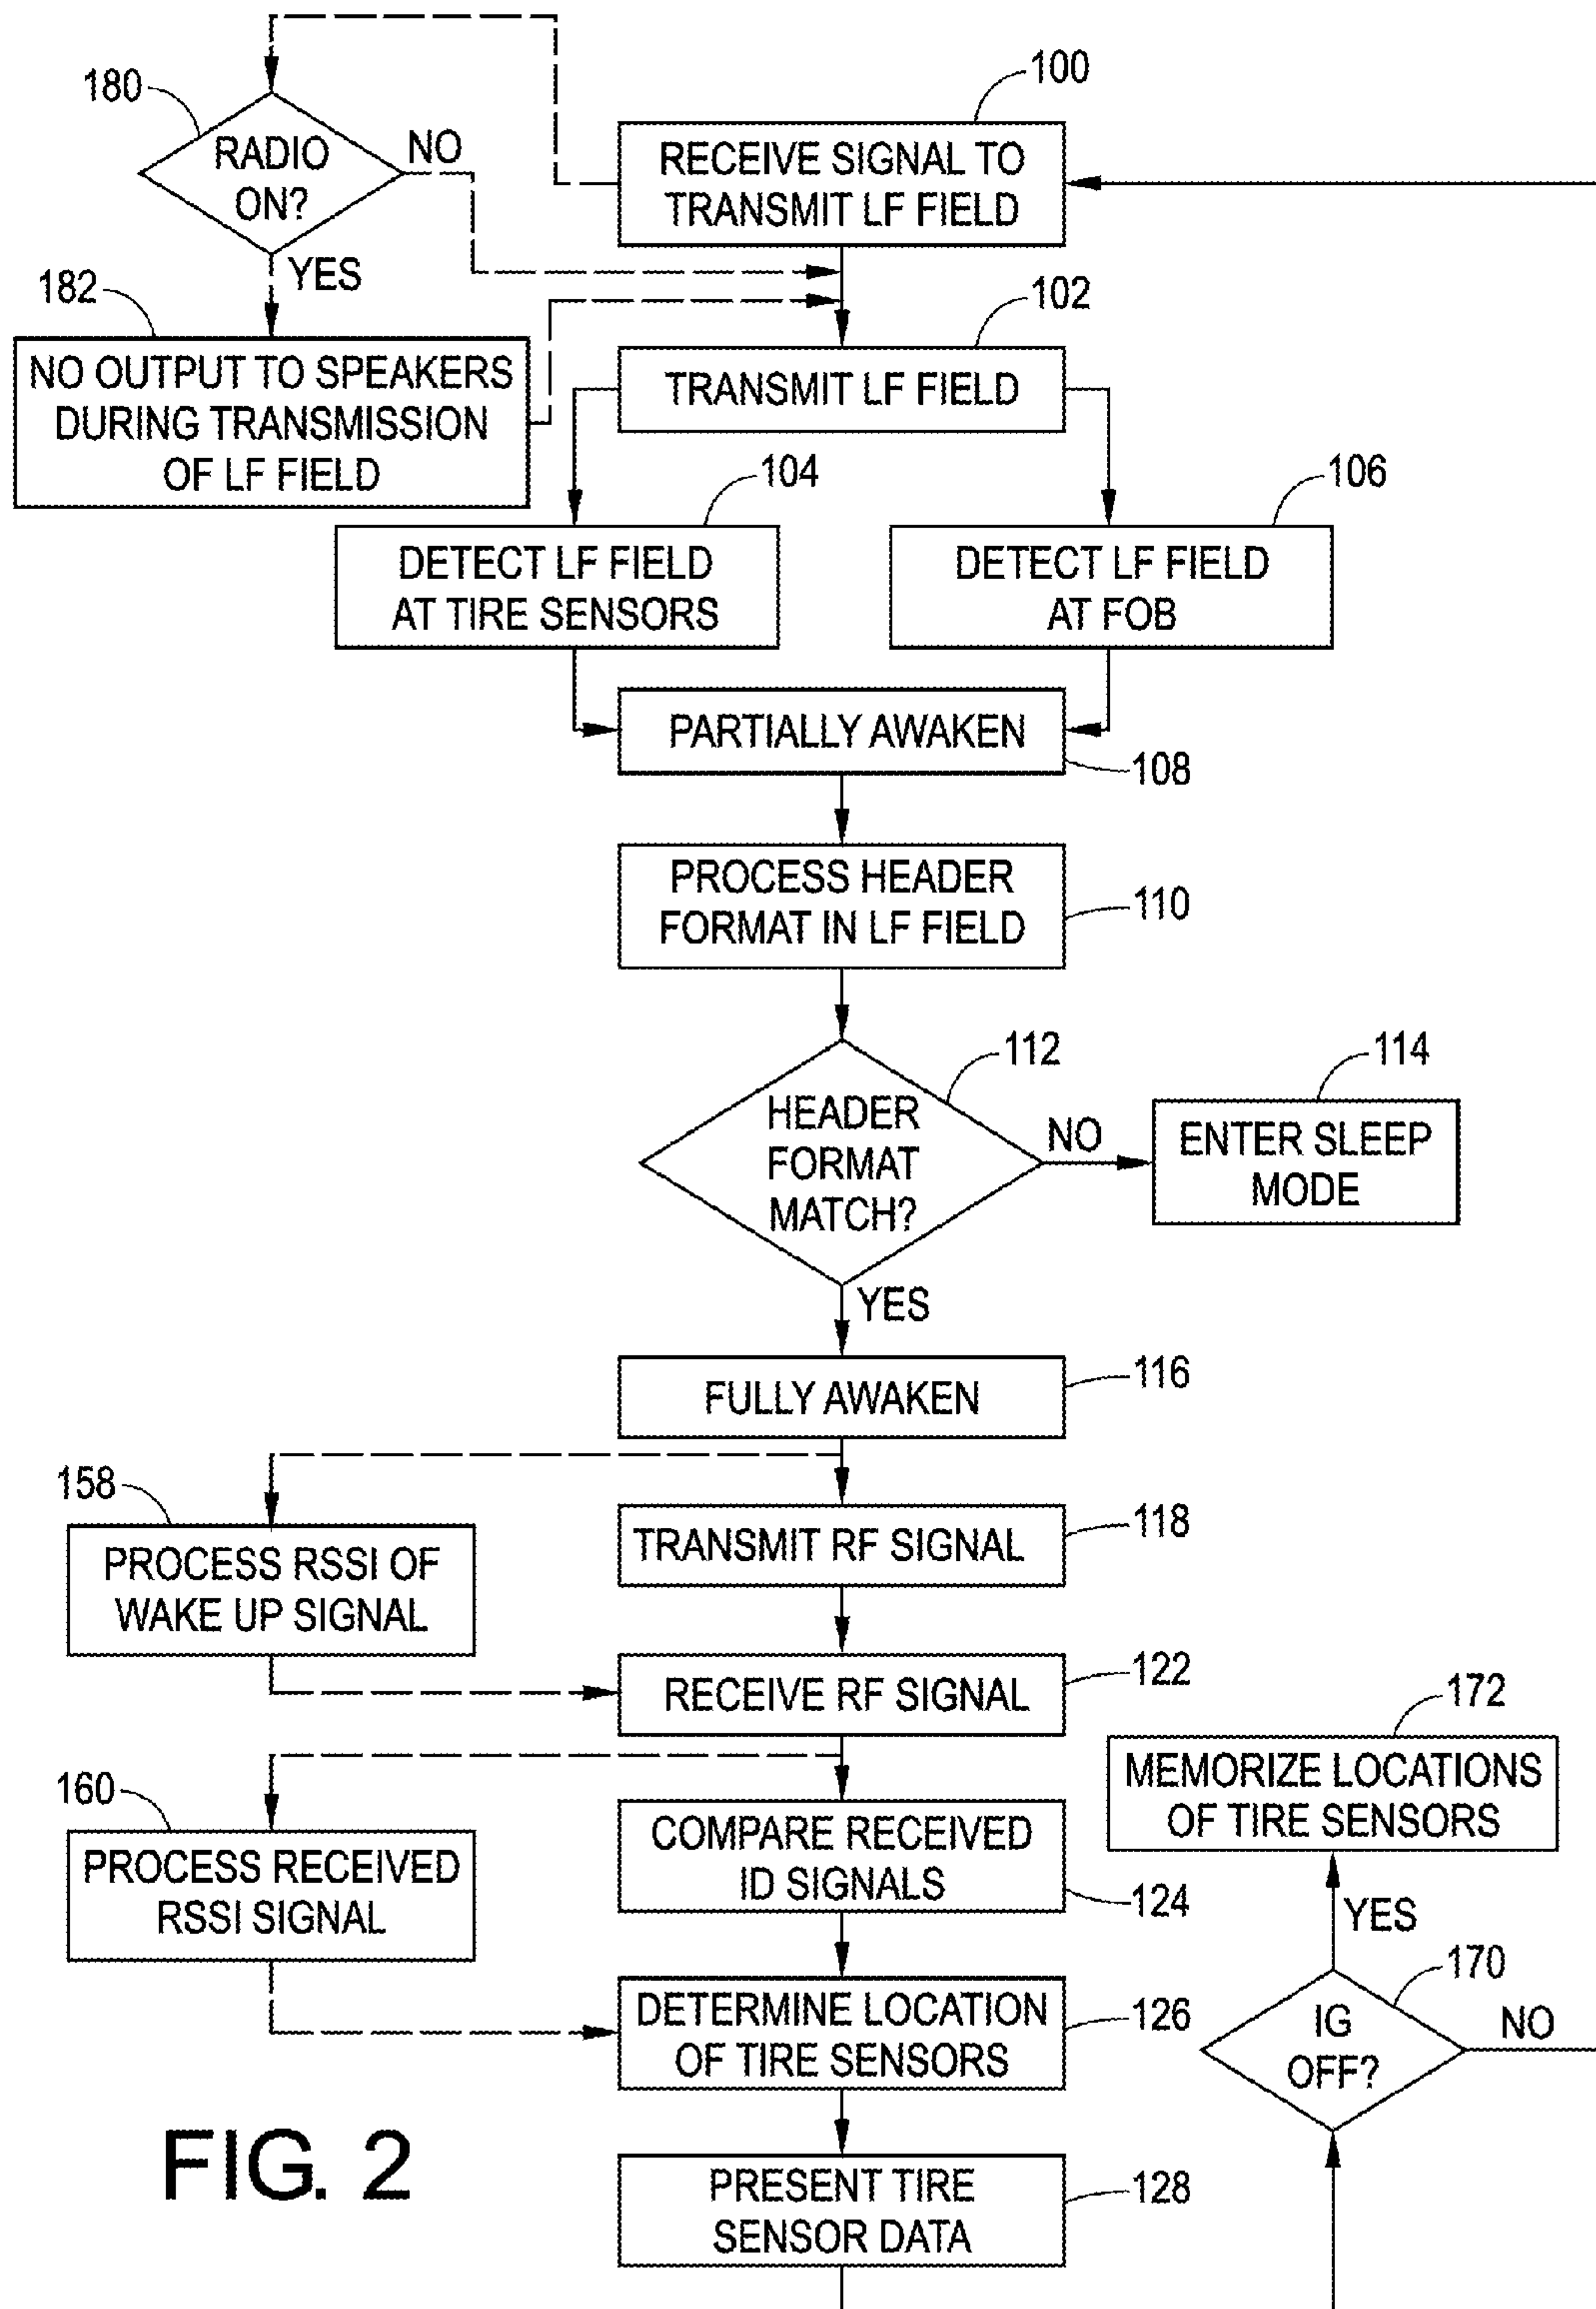 100
180
RADIO
ON?
NO
RECEIVE SIGNAL TO
TRANSMIT LF FIELD
YES
182
102
NO OUTPUT TO SPEAKERS
DURING TRANSMISSION
OF LF FIELD
TRANSMIT LF FIELD
104
106
DETECT LF FIELD
AT TIRE SENSORS
DETECT LF FIELD
AT FOB
PARTIALLY AWAKEN
108
PROCESS HEADER
FORMAT IN LF FIELD
110
112
HEADER
FORMAT
MATCH?
NO
114
ENTER SLEEP
MODE
YES
FULLY AWAKEN
116
158
PROCESS RSSI OF
WAKE UP SIGNAL
TRANSMIT RF SIGNAL
118
RECEIVE RF SIGNAL
122
172
MEMORIZE LOCATIONS
OF TIRE SENSORS
160
PROCESS RECEIVED
RSSI SIGNAL
COMPARE RECEIVED
ID SIGNALS
124
YES
170
IG
OFF?
NO
DETERMINE LOCATION
OF TIRE SENSORS
126
PRESENT TIRE
SENSOR DATA
128
FIG. 2